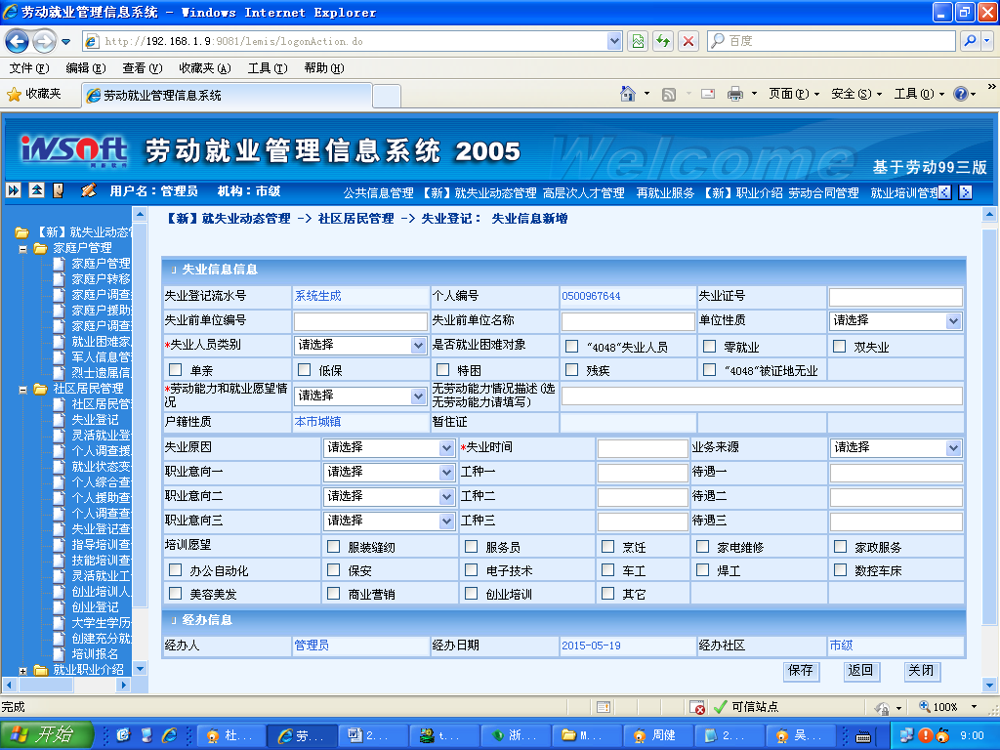 劳动就业管理信息系统 - Windows Internet Explorer
http://192.168.1.9:9081/lemis/logonAction.do 百度
文件(F) 编辑(E) 查看(V) 收藏夹(A) 工具(T) 帮助(H)
收藏夹 劳动就业管理信息系统 页面(P) 安全(S) 工具(O) »
iNSoft 劳动就业管理信息系统 2005 Welcome
基于劳动99三版
用户名：管理员 机构：市级 公共信息管理 【新】就失业动态管理 高层次人才管理 再就业服务 【新】职业介绍 劳动合同管理 就业培训管理
【新】就失业动态管理 -> 社区居民管理 -> 失业登记： 失业信息新增
【新】就失业动态管
家庭户管理
家庭户管理
家庭户转移
家庭户调查
家庭户援助
家庭户调查
就业困难家
军人信息管
烈士遗属信
社区居民管理
社区居民管
失业登记
灵活就业登
个人调查援
就业状态变
个人综合查
个人援助查
个人调查查
失业登记查
指导培训查
技能培训查
灵活就业工
创业培训人
创业登记
大学生学历
创建充分就
培训报名
就业职业介绍
失业信息信息
失业登记流水号 系统生成 个人编号 0500967644 失业证号
失业前单位编号 失业前单位名称 单位性质 请选择
*失业人员类别 请选择 是否就业困难对象 "4048"失业人员 零就业 双失业
单亲 低保 特困 残疾 "4048"被证地无业
*劳动能力和就业愿望情况 请选择 无劳动能力情况描述(选无劳动能力请填写)
户籍性质 本市城镇 暂住证
失业原因 请选择 *失业时间 业务来源 请选择
职业意向一 请选择 工种一 待遇一
职业意向二 请选择 工种二 待遇二
职业意向三 请选择 工种三 待遇三
培训愿望 服装缝纫 服务员 烹饪 家电维修 家政服务
办公自动化 保安 电子技术 车工 焊工 数控车床
美容美发 商业营销 创业培训 其它
经办信息
经办人 管理员 经办日期 2015-05-19 经办社区 市级
保存 返回 关闭
完成 可信站点 100%
开始 杜... 劳... 2... t... 浙... M... 周健 2... 吴... 9:00